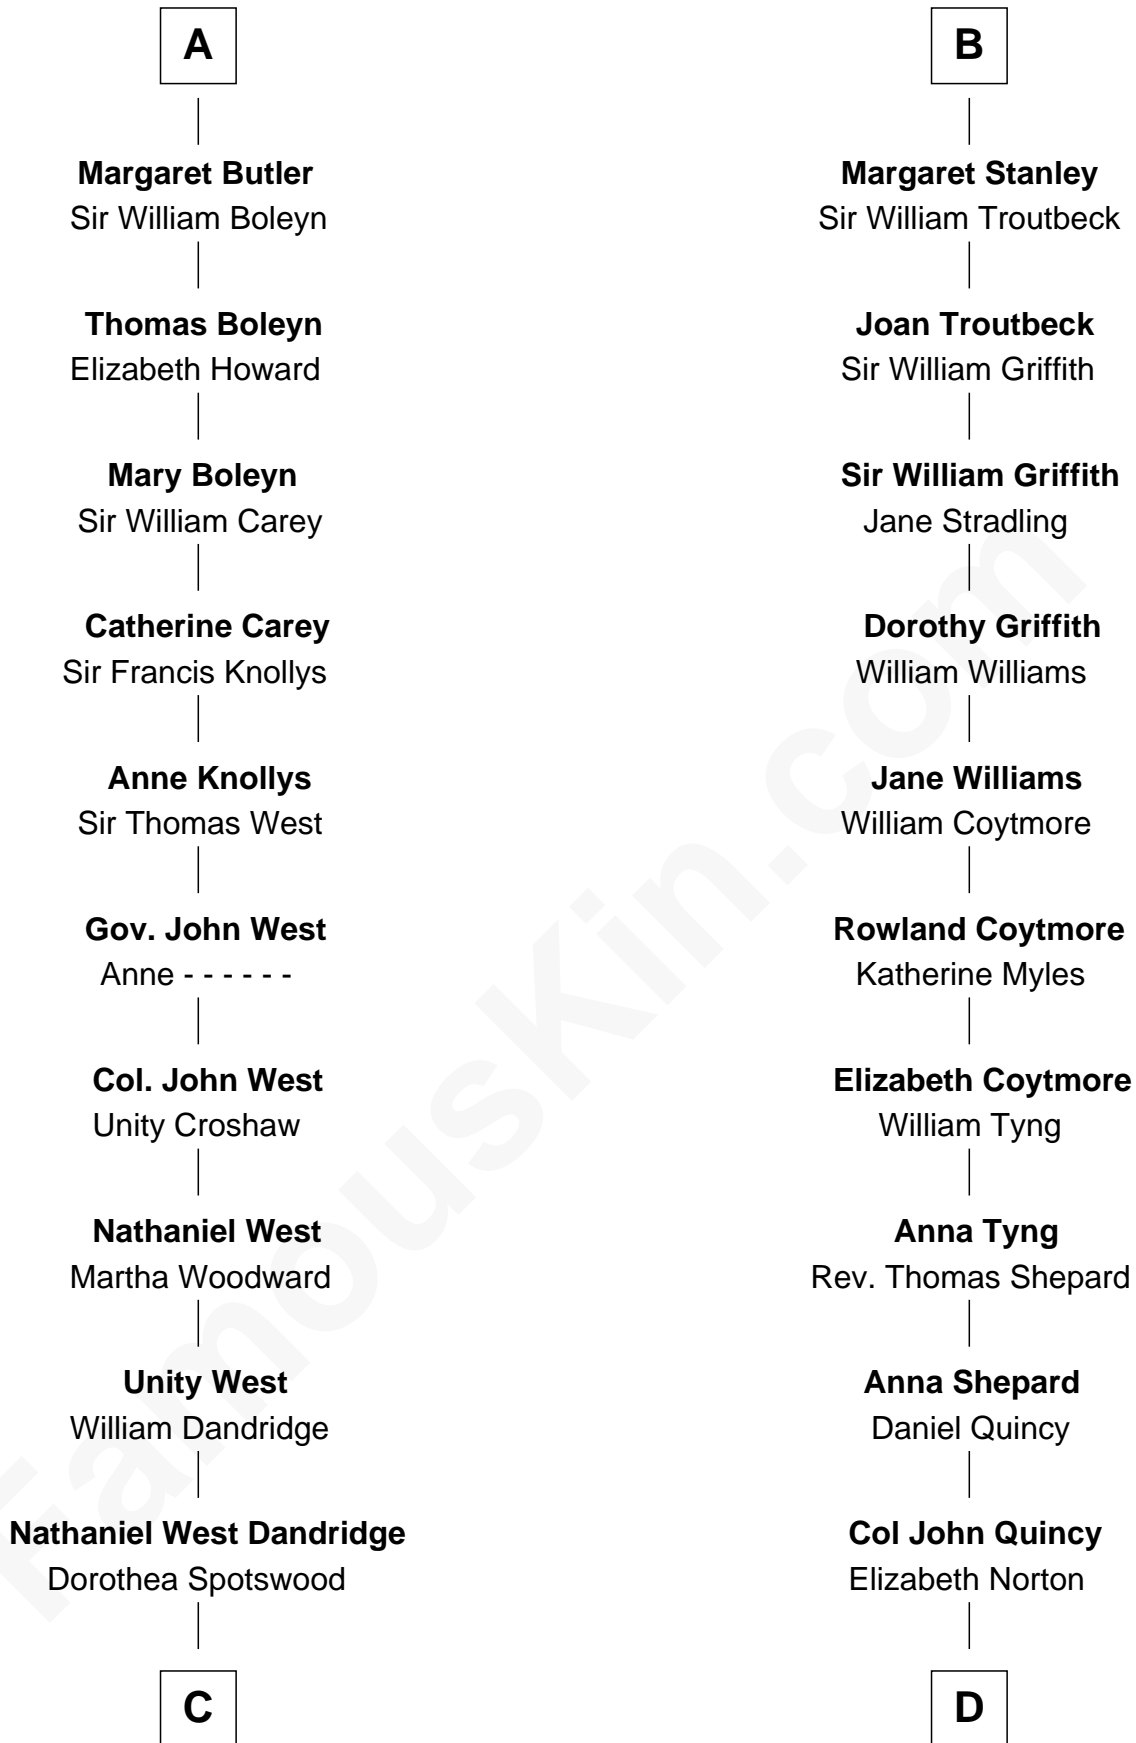 A
Margaret Butler
Sir William Boleyn
Thomas Boleyn
Elizabeth Howard
Mary Boleyn
Sir William Carey
Catherine Carey
Sir Francis Knollys
Anne Knollys
Sir Thomas West
Gov. John West
Anne - - - - - -
Col. John West
Unity Croshaw
Nathaniel West
Martha Woodward
Unity West
William Dandridge
Nathaniel West Dandridge
Dorothea Spotswood
C
B
Margaret Stanley
Sir William Troutbeck
Joan Troutbeck
Sir William Griffith
Sir William Griffith
Jane Stradling
Dorothy Griffith
William Williams
Jane Williams
William Coytmore
Rowland Coytmore
Katherine Myles
Elizabeth Coytmore
William Tyng
Anna Tyng
Rev. Thomas Shepard
Anna Shepard
Daniel Quincy
Col John Quincy
Elizabeth Norton
D
FamousKin.com